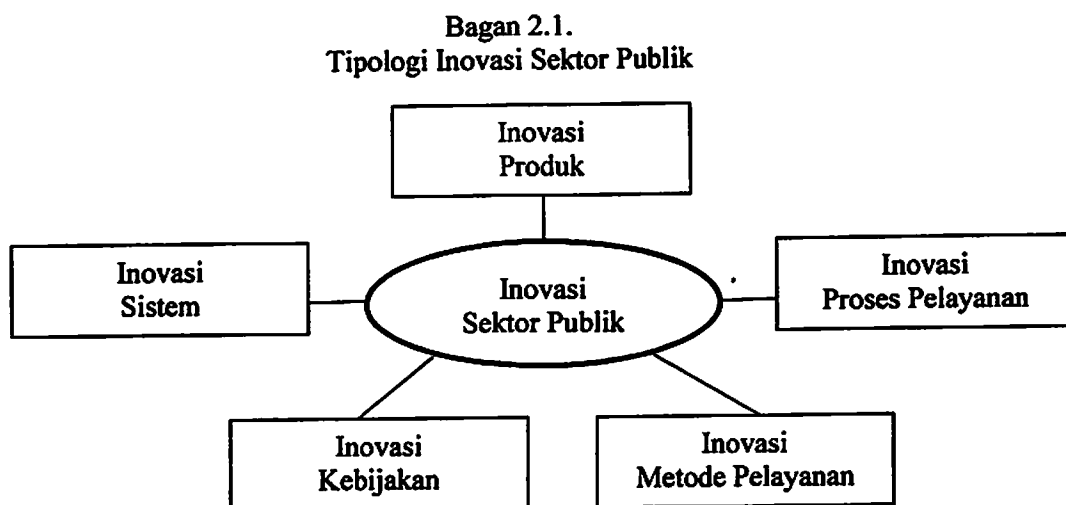 Bagan 2.1.
Tipologi Inovasi Sektor Publik
Inovasi
Produk
Inovasi
Sistem
Inovasi
Sektor Publik
Inovasi
Proses Pelayanan
Inovasi
Kebijakan
Inovasi
Metode Pelayanan